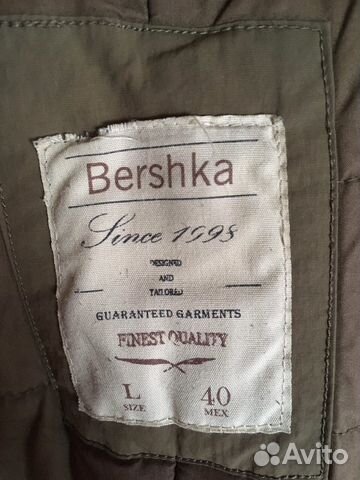 Bershka
Since 1998
DESIGNED
AND
TAILORED
GUARANTEED GARMENTS
FINEST QUALITY
L 40
SIZE MEX
Avito